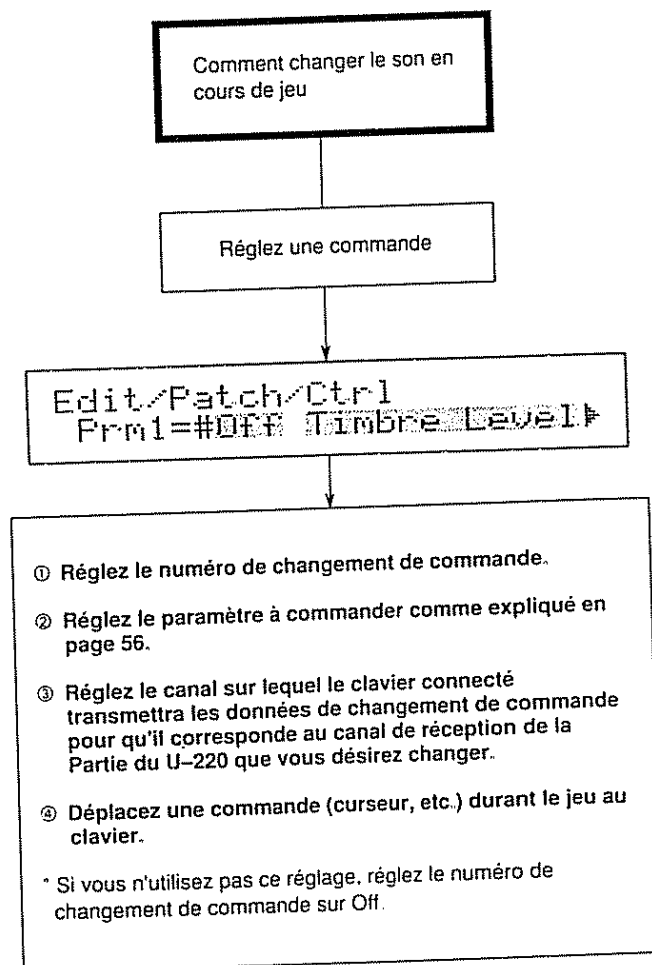 Comment changer le son en
cours de jeu
Réglez une commande
Edit/Patch/Ctrl
Prm1=#Off Timbre Level▶
① Réglez le numéro de changement de commande.
② Réglez le paramètre à commander comme expliqué en
page 56.
③ Réglez le canal sur lequel le clavier connecté
transmettra les données de changement de commande
pour qu'il corresponde au canal de réception de la
Partie du U–220 que vous désirez changer.
④ Déplacez une commande (curseur, etc.) durant le jeu au
clavier.
* Si vous n'utilisez pas ce réglage, réglez le numéro de
changement de commande sur Off.